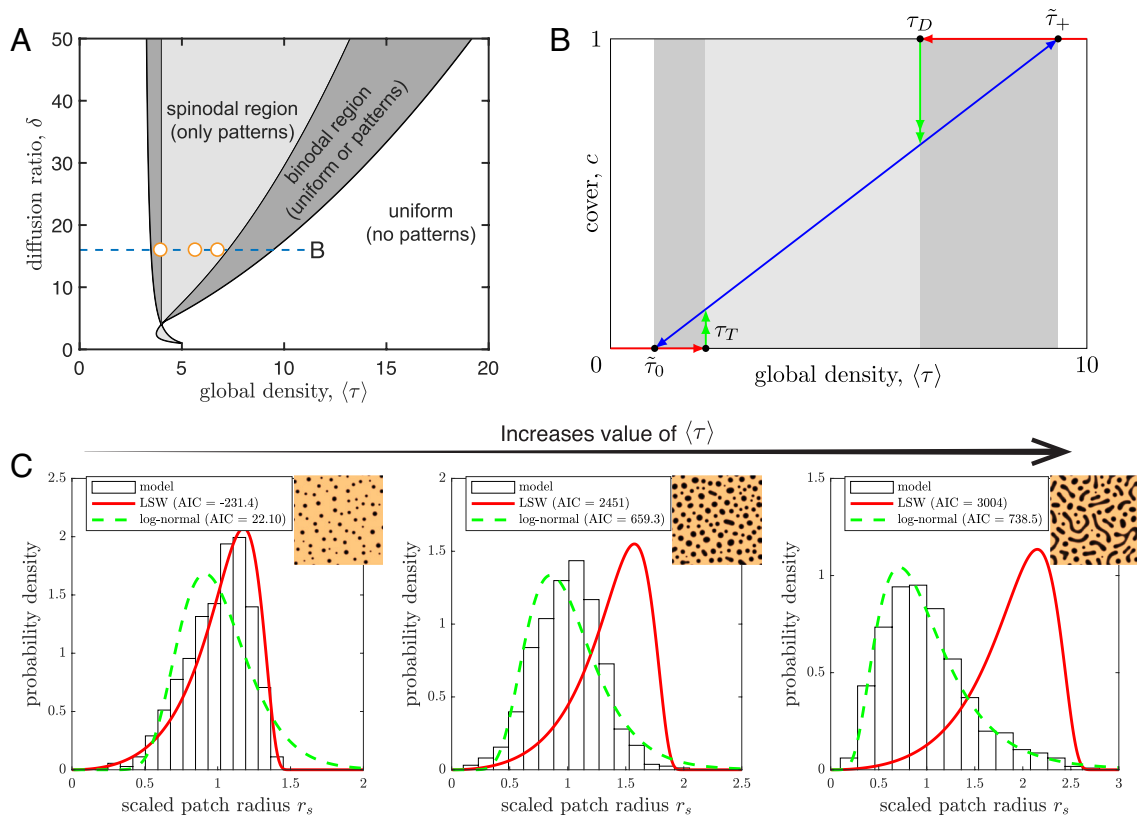 A
50
40
30
20
10
0
diffusion ratio, δ
spinodal region
(only patterns)
binodal region
(uniform or patterns)
uniform
(no patterns)
B
0
5
10
15
20
global density, ⟨τ⟩
B
1
cover, c
τ_D
τ̃_+
τ_T
0
τ̃_0
global density, ⟨τ⟩
10
Increases value of ⟨τ⟩
C
2.5
2
1.5
1
0.5
0
probability density
model
LSW (AIC = -231.4)
log-normal (AIC = 22.10)
0
0.5
1
1.5
2
scaled patch radius r_s
2
1.5
1
0.5
0
probability density
model
LSW (AIC = 2451)
log-normal (AIC = 659.3)
0
0.5
1
1.5
2
2.5
scaled patch radius r_s
1.5
1
0.5
0
probability density
model
LSW (AIC = 3004)
log-normal (AIC = 738.5)
0
0.5
1
1.5
2
2.5
3
scaled patch radius r_s